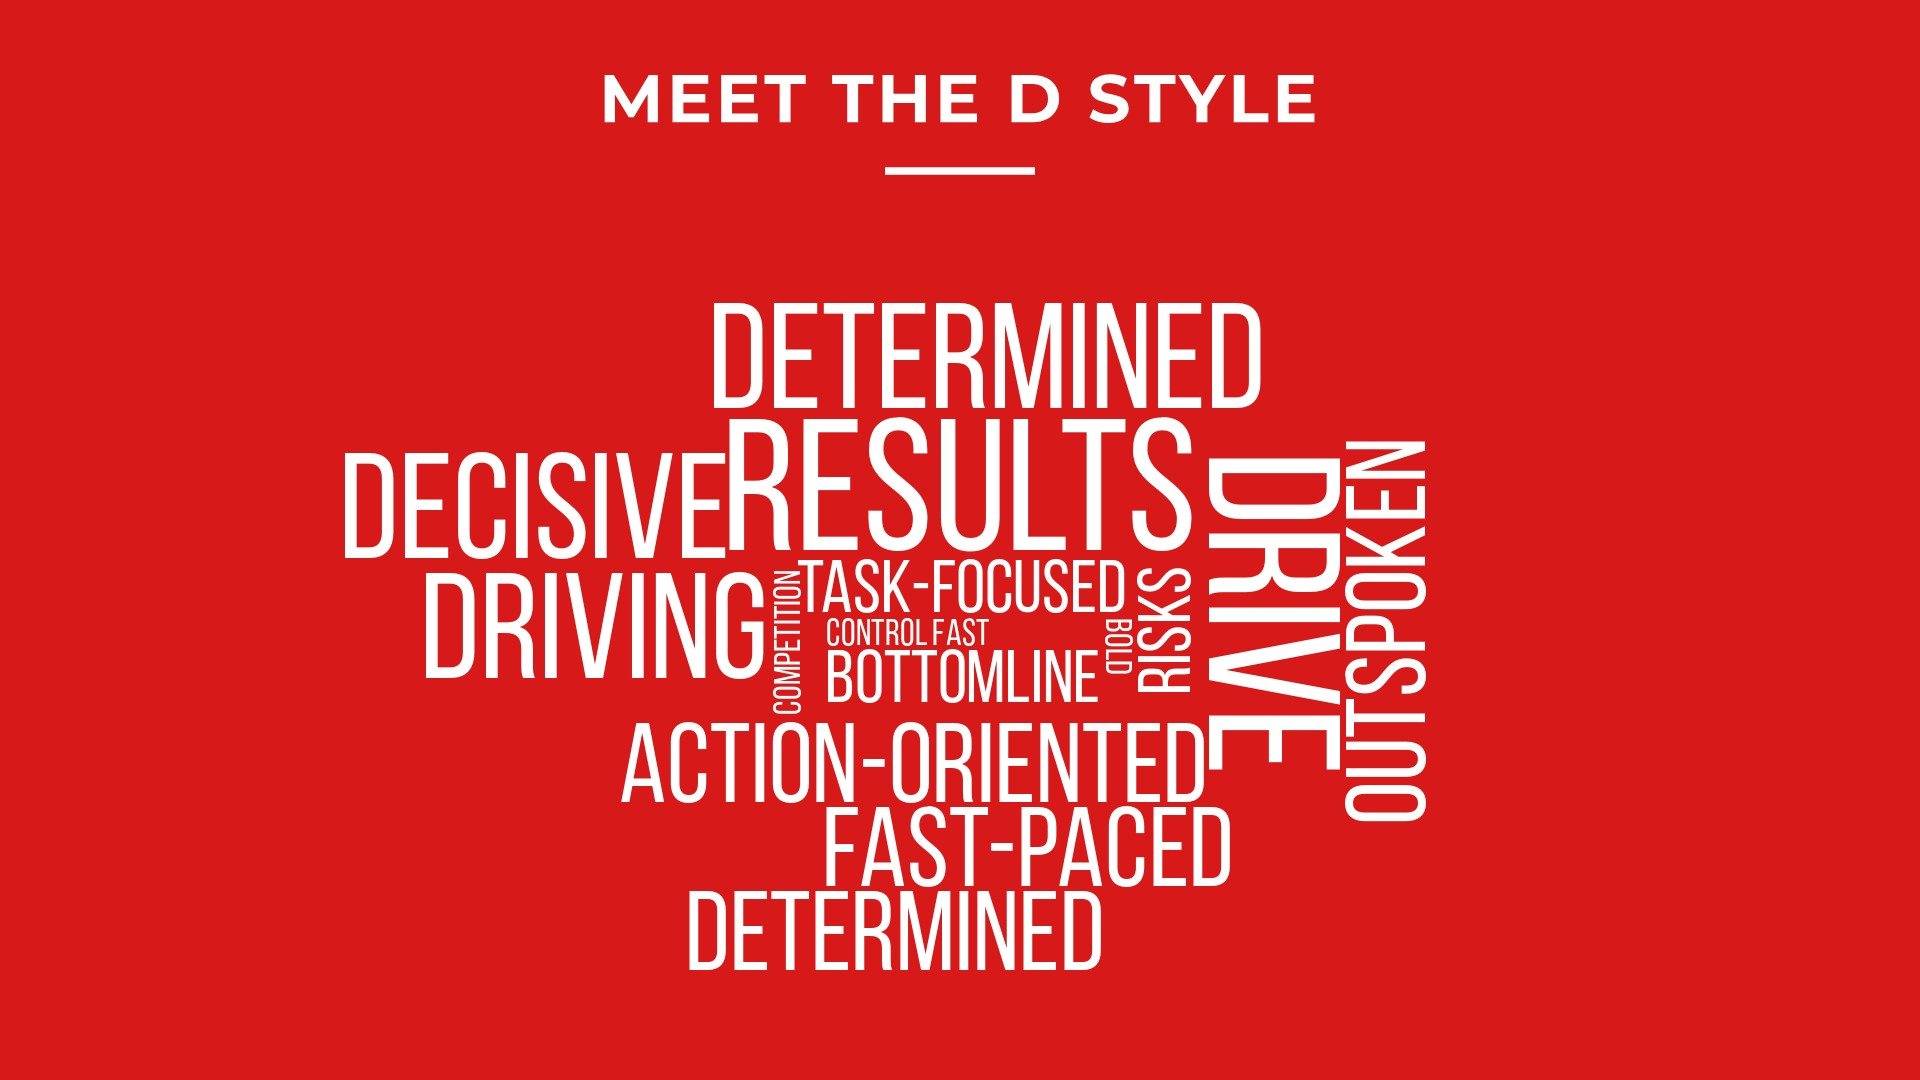 MEET THE D STYLE
DETERMINED
RESULTS
DECISIVE
DRIVING
COMPETITION
TASK-FOCUSED
CONTROL FAST
BOTTOMLINE
BOLD
RISKS
DRIVE
OUTSPOKEN
ACTION-ORIENTED
FAST-PACED
DETERMINED